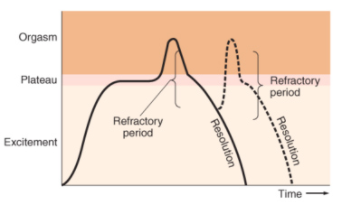 Orgasm
Plateau
Excitement
Refractory
period
Resolution
Refractory
period
Resolution
Time